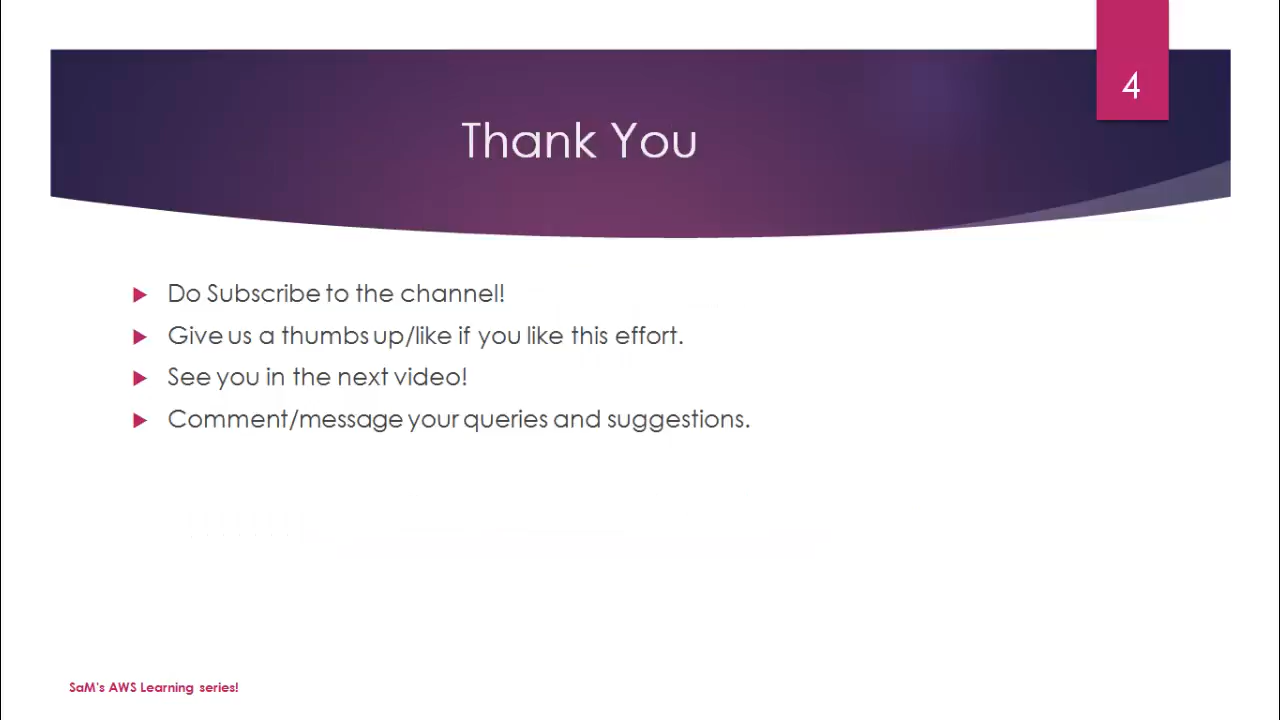 4
Thank You
Do Subscribe to the channel!
Give us a thumbs up/like if you like this effort.
See you in the next video!
Comment/message your queries and suggestions.
SaM's AWS Learning series!